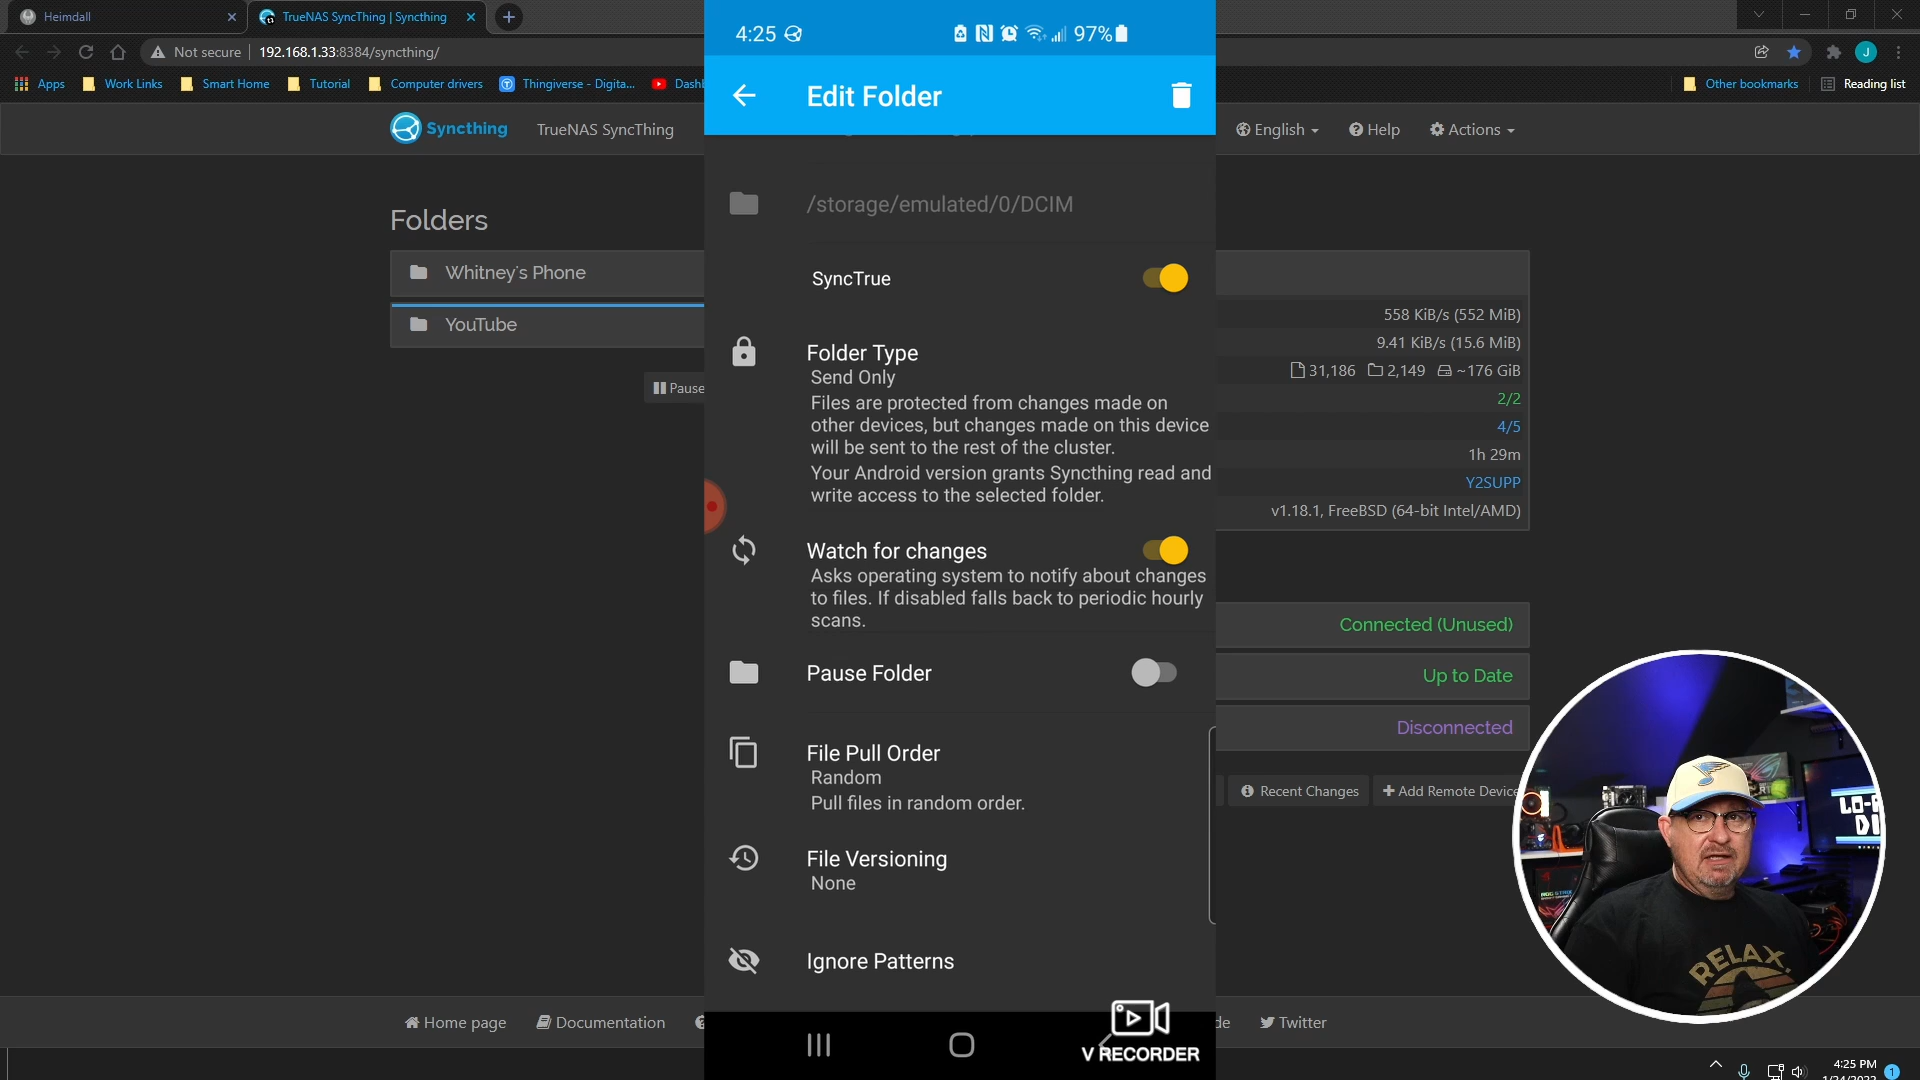 Heimdall
TrueNAS SyncThing | Syncthing
Not secure
192.168.1.33:8384/syncthing/
J
Apps
Work Links
Smart Home
Tutorial
Computer drivers
Thingiverse - Digita...
Other bookmarks
Reading list
Syncthing
TrueNAS SyncThing
English
Help
Actions
Folders
Whitney's Phone
YouTube
Pause
4:25
97%
Edit Folder
/storage/emulated/0/DCIM
SyncTrue
Folder Type
Send Only
Files are protected from changes made on
other devices, but changes made on this device
will be sent to the rest of the cluster.
Your Android version grants Syncthing read and
write access to the selected folder.
Watch for changes
Asks operating system to notify about changes
to files. If disabled falls back to periodic hourly
scans.
Pause Folder
File Pull Order
Random
Pull files in random order.
File Versioning
None
Ignore Patterns
V RECORDER
558 KiB/s (552 MiB)
9.41 KiB/s (15.6 MiB)
31,186 2,149 ~176 GiB
2/2
4/5
1h 29m
Y2SUPP
v1.18.1, FreeBSD (64-bit Intel/AMD)
Connected (Unused)
Up to Date
Disconnected
Recent Changes
Add Remote Device
RELAX.
Home page
Documentation
Twitter
4:25 PM
1